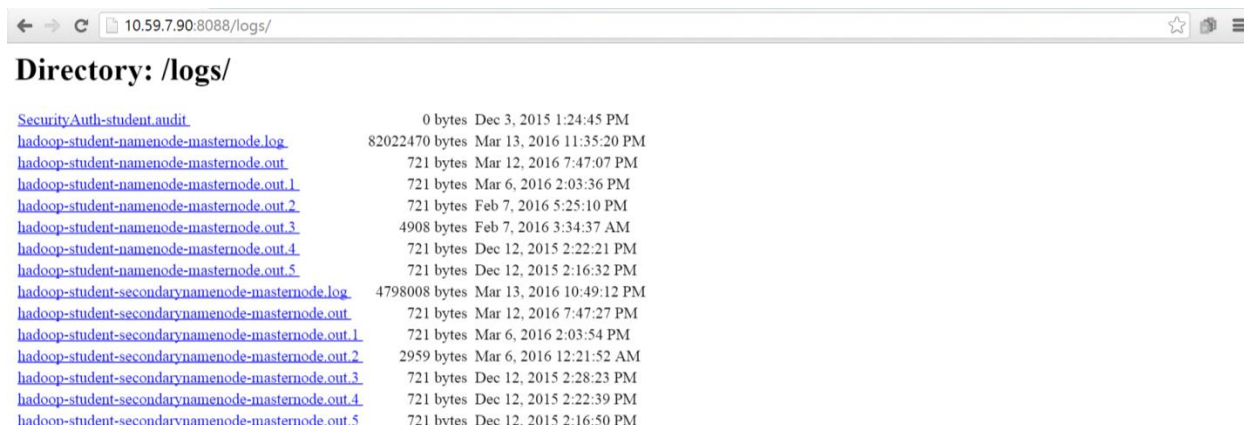 10.59.7.90:8088/logs/
Directory: /logs/
SecurityAuth-student.audit 0 bytes Dec 3, 2015 1:24:45 PM
hadoop-student-namenode-masternode.log 82022470 bytes Mar 13, 2016 11:35:20 PM
hadoop-student-namenode-masternode.out 721 bytes Mar 12, 2016 7:47:07 PM
hadoop-student-namenode-masternode.out.1 721 bytes Mar 6, 2016 2:03:36 PM
hadoop-student-namenode-masternode.out.2 721 bytes Feb 7, 2016 5:25:10 PM
hadoop-student-namenode-masternode.out.3 4908 bytes Feb 7, 2016 3:34:37 AM
hadoop-student-namenode-masternode.out.4 721 bytes Dec 12, 2015 2:22:21 PM
hadoop-student-namenode-masternode.out.5 721 bytes Dec 12, 2015 2:16:32 PM
hadoop-student-secondarynamenode-masternode.log 4798008 bytes Mar 13, 2016 10:49:12 PM
hadoop-student-secondarynamenode-masternode.out 721 bytes Mar 12, 2016 7:47:27 PM
hadoop-student-secondarynamenode-masternode.out.1 721 bytes Mar 6, 2016 2:03:54 PM
hadoop-student-secondarynamenode-masternode.out.2 2959 bytes Mar 6, 2016 12:21:52 AM
hadoop-student-secondarynamenode-masternode.out.3 721 bytes Dec 12, 2015 2:28:23 PM
hadoop-student-secondarynamenode-masternode.out.4 721 bytes Dec 12, 2015 2:22:39 PM
hadoop-student-secondarynamenode-masternode.out.5 721 bytes Dec 12, 2015 2:16:50 PM